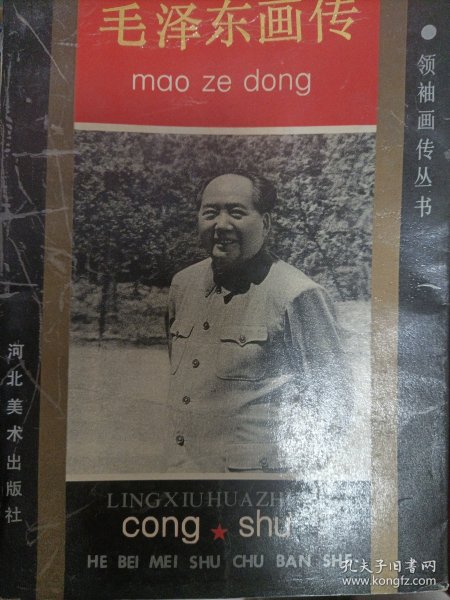 毛泽东画传
mao ze dong
领袖画传丛书
河北美术出版社
LINGXIUHUAZH
cong ★ shu
HE BEI MEI SHU CHU BAN SHE
孔夫子旧书网
www.kongfz.com